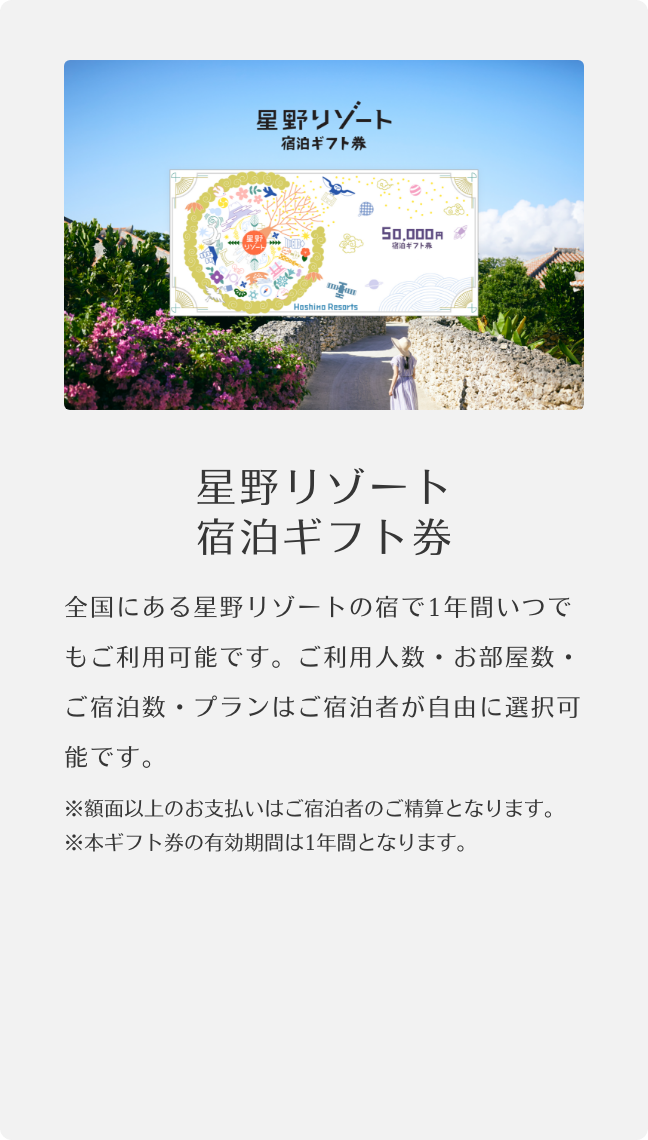 星野リゾート
宿泊ギフト券
星野
リゾート
50,000円
宿泊ギフト券
Hoshino Resorts
星野リゾート
宿泊ギフト券
全国にある星野リゾートの宿で1年間いつで
もご利用可能です。ご利用人数・お部屋数・
ご宿泊数・プランはご宿泊者が自由に選択可
能です。
※額面以上のお支払いはご宿泊者のご精算となります。
※本ギフト券の有効期間は1年間となります。